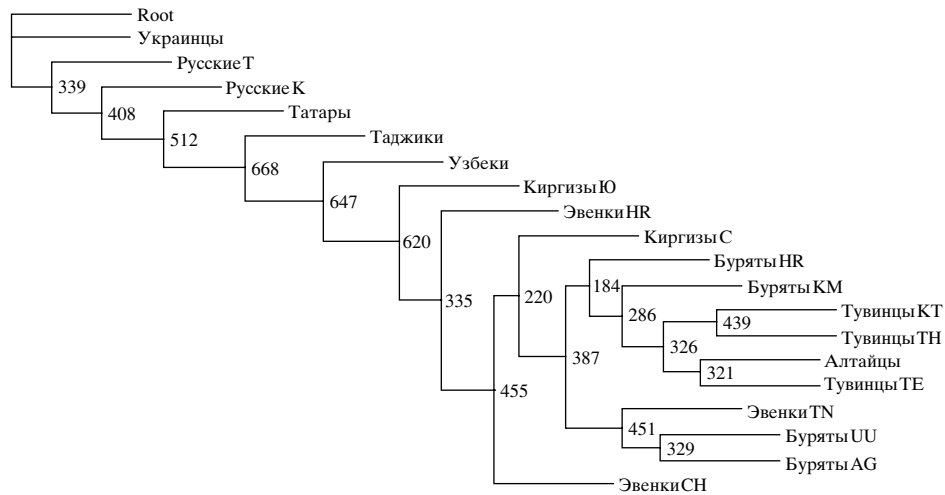 Root
Украинцы
Русские Т
339
Русские К
408
Татары
512
Таджики
668
Узбеки
647
Киргизы Ю
620
Эвенки HR
335
Киргизы С
220
Буряты HR
184
Буряты KM
286
Тувинцы KT
439
Тувинцы TH
326
387
Алтайцы
321
Тувинцы TE
455
Эвенки TN
451
Буряты UU
329
Буряты AG
Эвенки CH